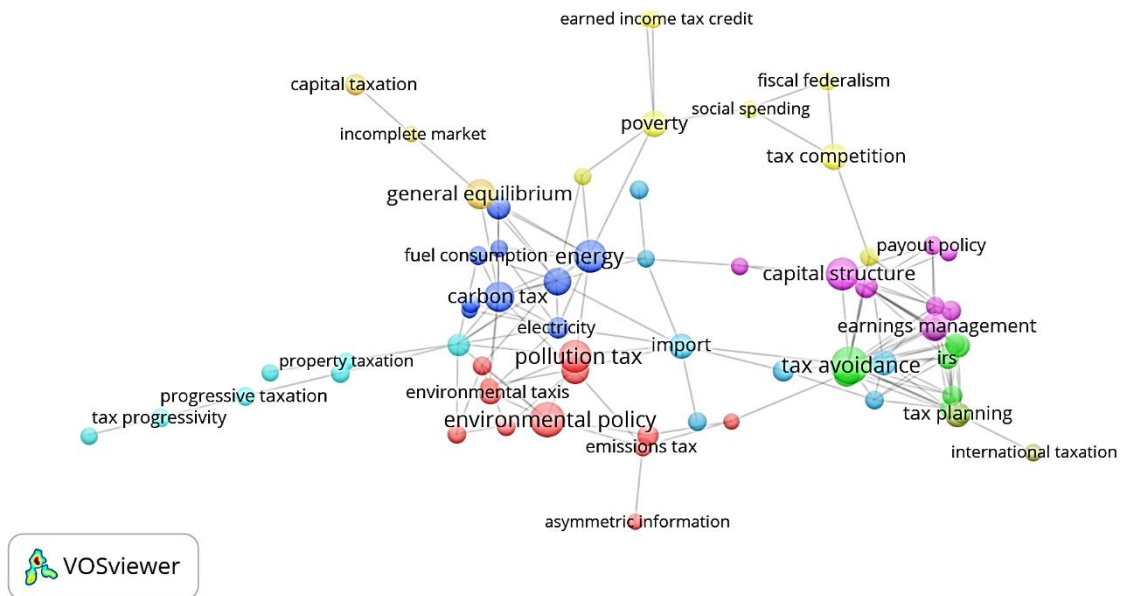 earned income tax credit
capital taxation
fiscal federalism
social spending
poverty
incomplete market
tax competition
general equilibrium
payout policy
fuel consumption
energy
capital structure
carbon tax
electricity
earnings management
import
pollution tax
property taxation
tax avoidance
irs
environmental taxis
progressive taxation
tax progressivity
environmental policy
tax planning
emissions tax
international taxation
asymmetric information
VOSviewer